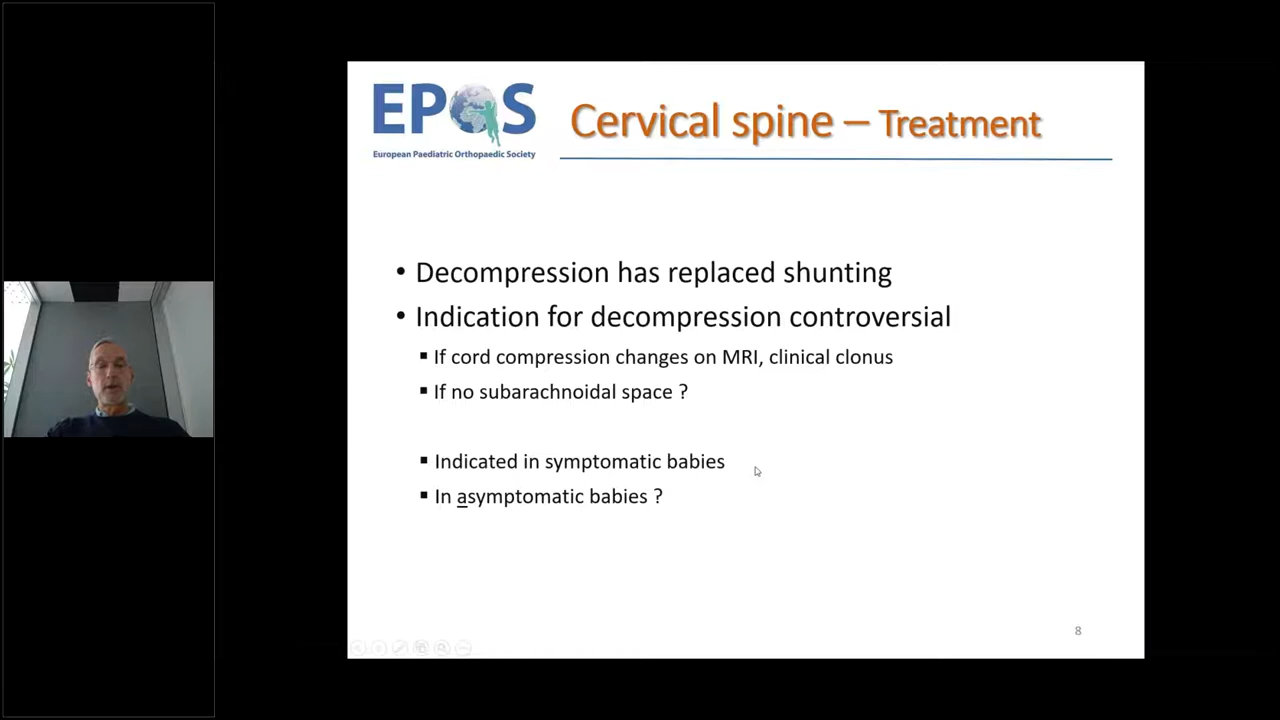 EPOS
European Paediatric Orthopaedic Society
Cervical spine – Treatment
• Decompression has replaced shunting
• Indication for decompression controversial
▪ If cord compression changes on MRI, clinical clonus
▪ If no subarachnoidal space ?
▪ Indicated in symptomatic babies
▪ In asymptomatic babies ?
8